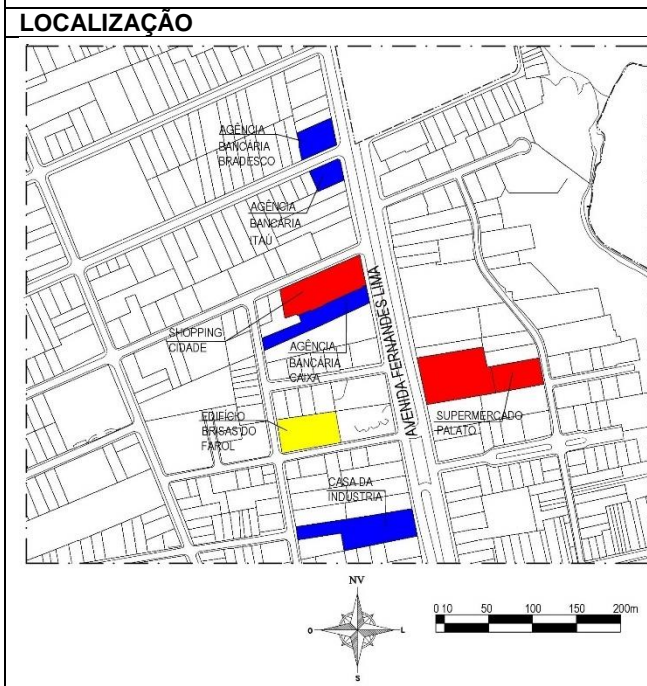 LOCALIZAÇÃO
AGÊNCIA
BANCÁRIA
BRADESCO
AGÊNCIA
BANCÁRIA
ITAÚ
SHOPPING
CIDADE
AGÊNCIA
BANCÁRIA
CAIXA
AVENIDA FERNANDES LIMA
EDIFÍCIO
BRISAS DO
FAROL
SUPERMERCADO
PALATO
CASA DA
INDÚSTRIA
NV
O
L
S
0 10 50 100 150 200m